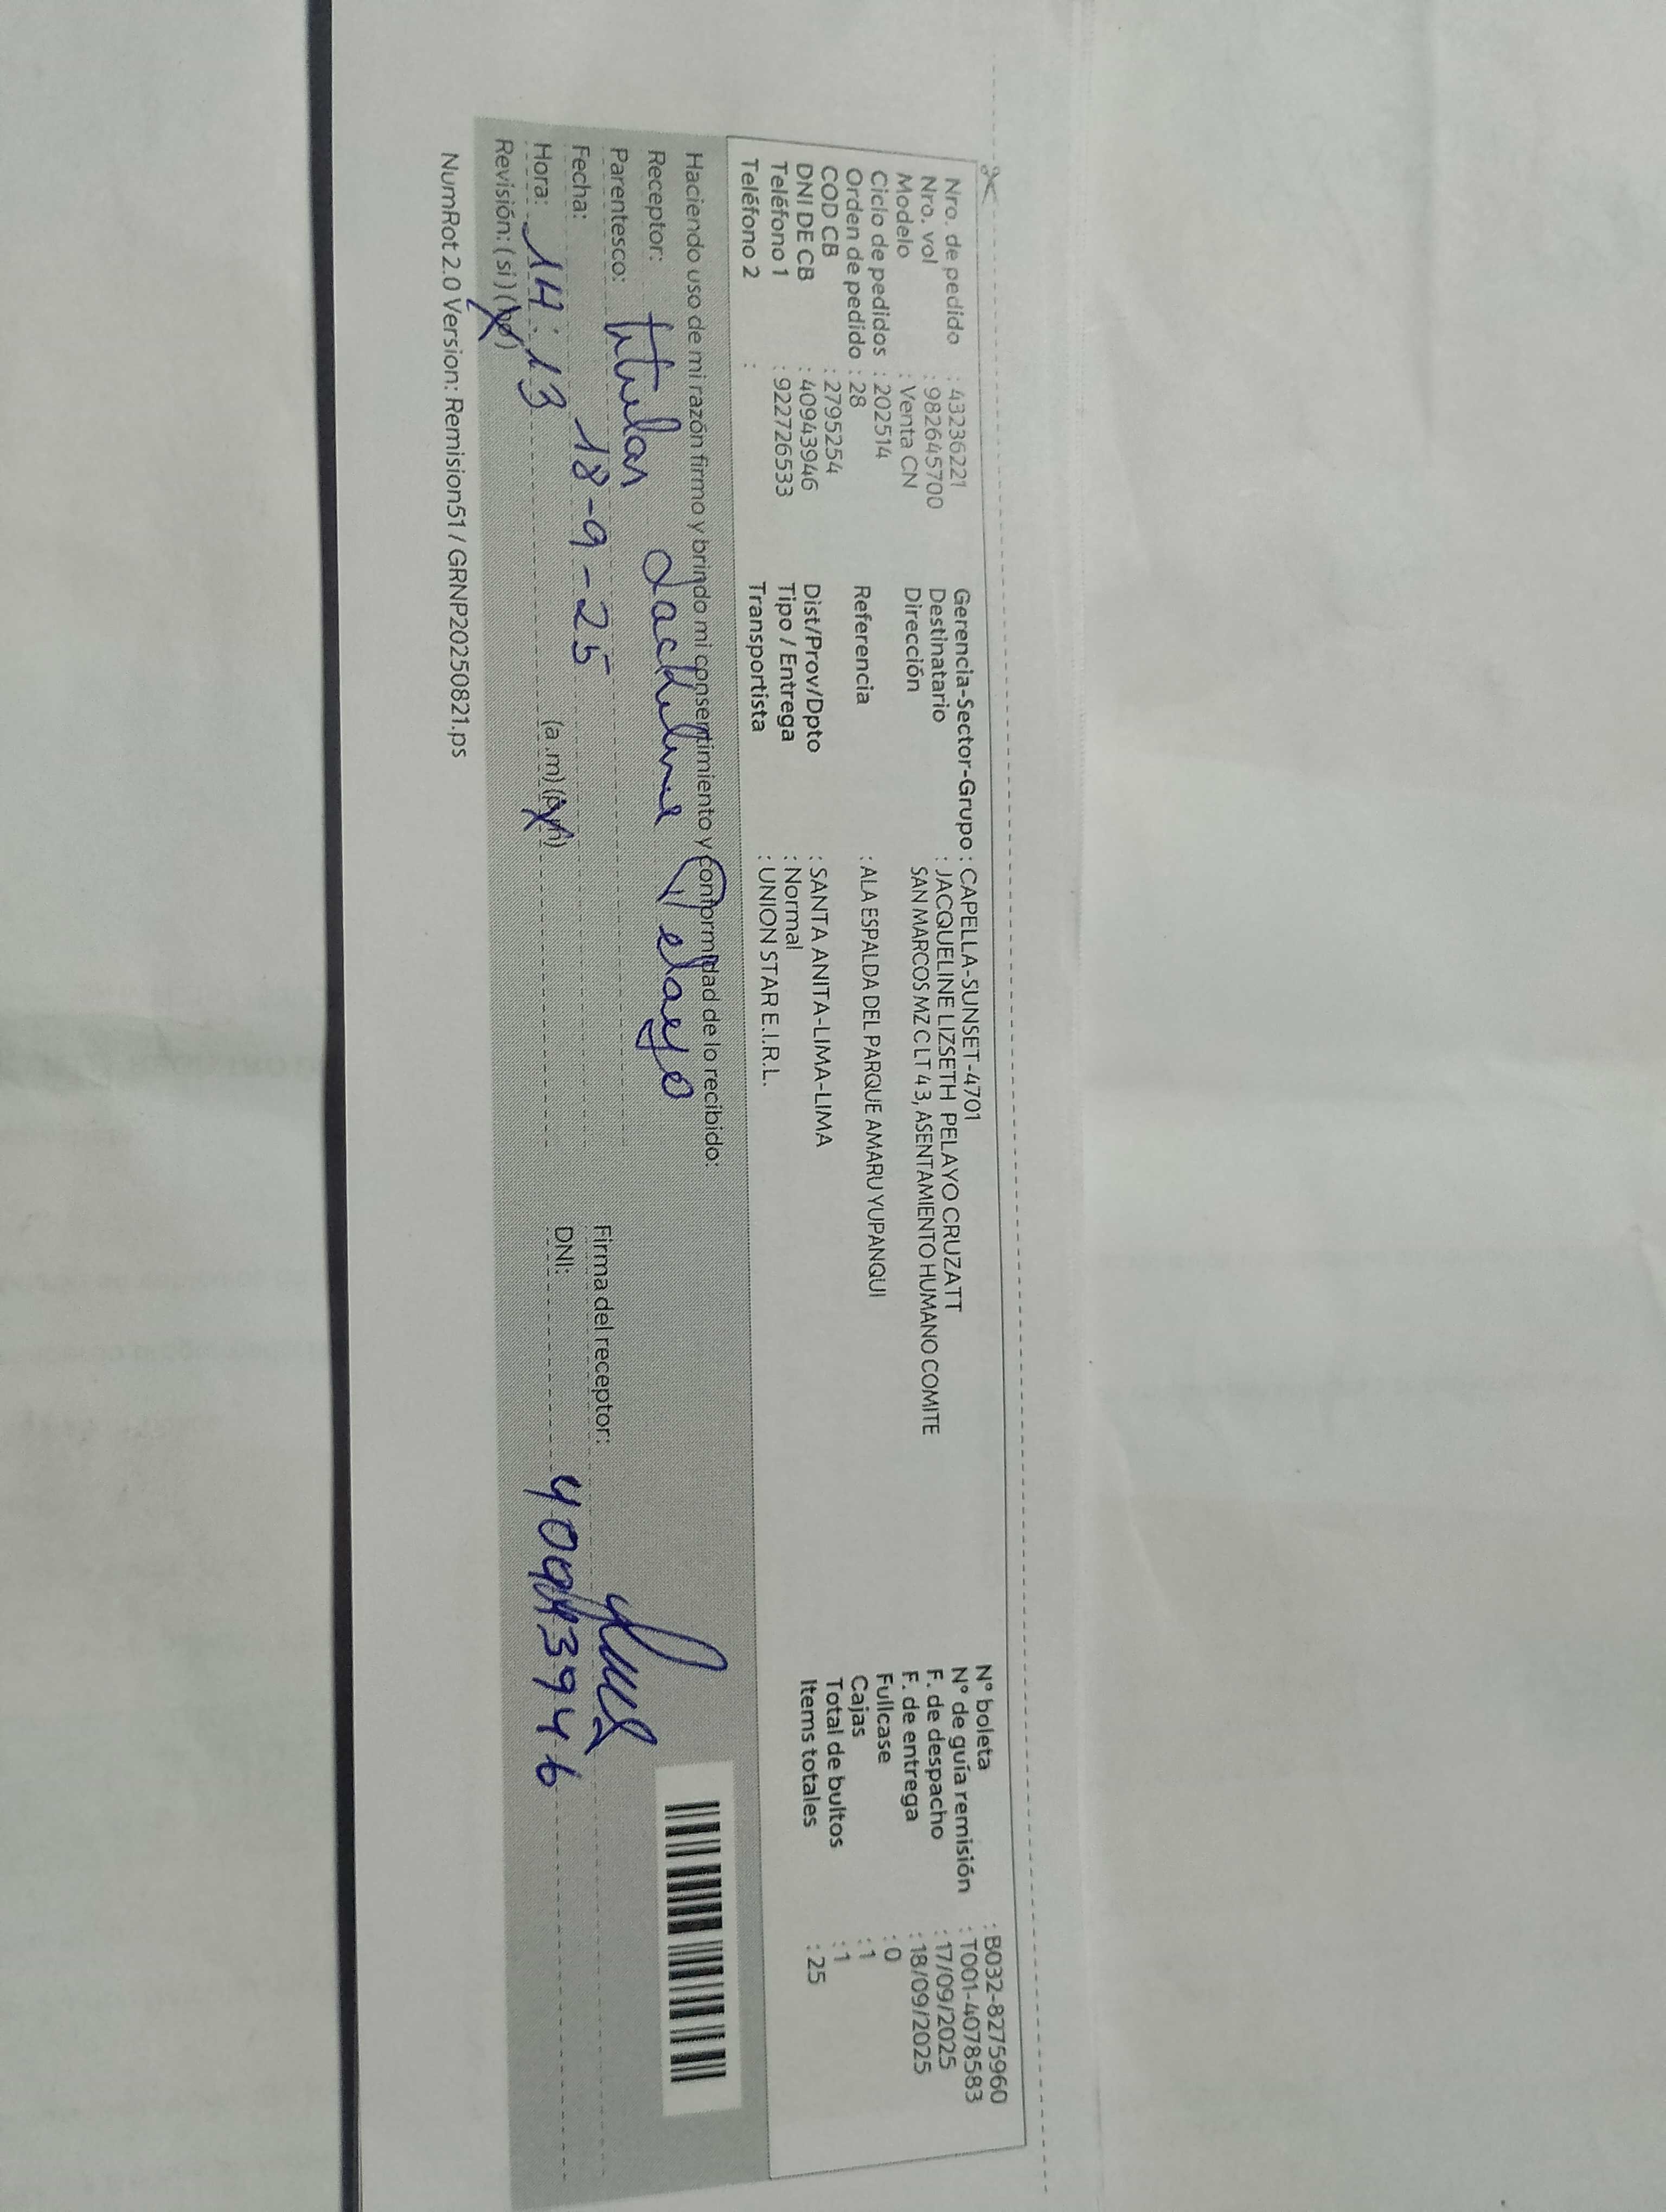 Nro. de pedido : 43236221
Nro. vol : 982645700
Modelo : Venta CN
Ciclo de pedidos : 202514
Orden de pedido : 28
COD CB : 2795254
DNI DE CB : 40943946
Teléfono 1 : 922726533
Teléfono 2 :
Gerencia-Sector-Grupo : CAPELLA-SUNSET-4701
Destinatario : JACQUELINE LIZSETH PELAYO CRUZATT
Dirección SAN MARCOS MZ C LT 4 3, ASENTAMIENTO HUMANO COMITE
Referencia : ALA ESPALDA DEL PARQUE AMARU YUPANQUI
Dist/Prov/Dpto : SANTA ANITA-LIMA-LIMA
Tipo / Entrega : Normal
Transportista : UNION STAR E.I.R.L.
N° boleta : B032-8275960
N° de guía remisión : T001-4078583
F. de despacho : 17/09/2025
F. de entrega : 18/09/2025
Fullcase : 0
Cajas : 1
Total de bultos : 1
Items totales : 25
Haciendo uso de mi razón firmo y brindo mi consentimiento y conformidad de lo recibido:
Receptor: Pelayo
Parentesco: titular
Fecha: 18-9-25
Hora: 14:13 (a.m) (p.m)
Revisión: ( si ) (no)
Firma del receptor:
DNI: 40943946
NumRot 2.0 Version: Remision51 / GRNP20250821.ps